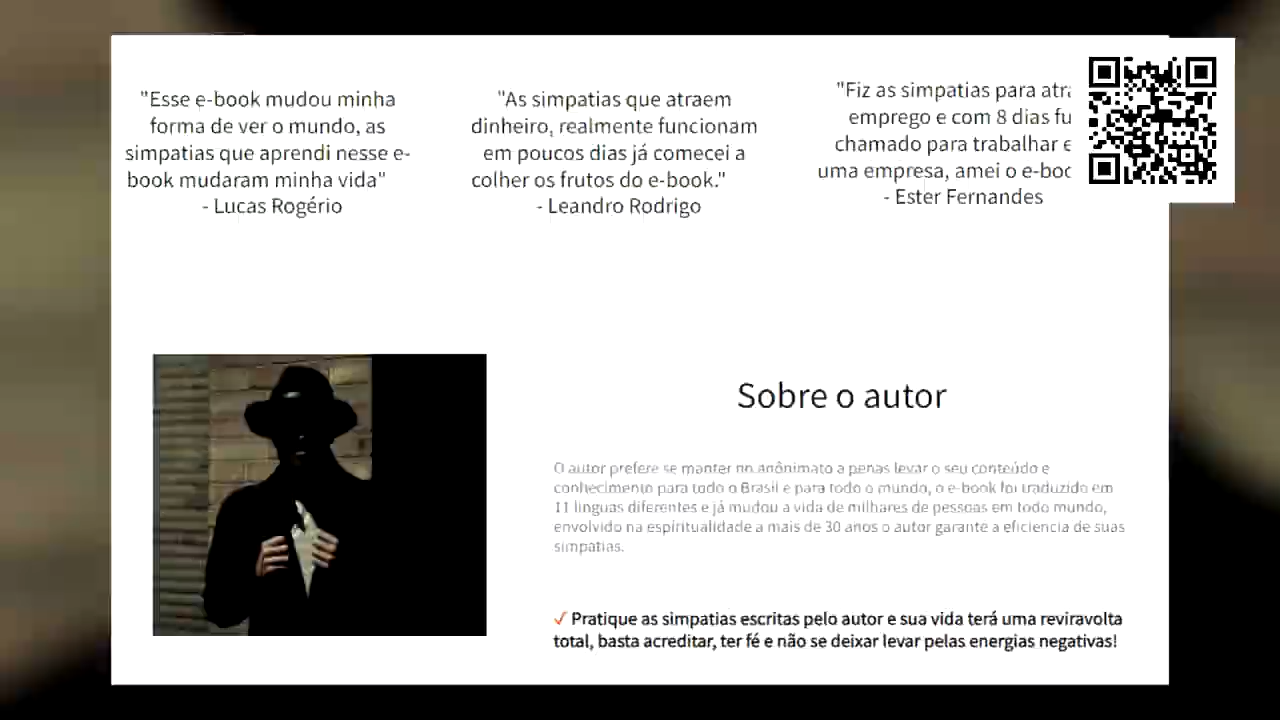 "Esse e-book mudou minha
forma de ver o mundo, as
simpatias que aprendi nesse e-
book mudaram minha vida"
- Lucas Rogério
"As simpatias que atraem
dinheiro, realmente funcionam
em poucos dias já comecei a
colher os frutos do e-book."
- Leandro Rodrigo
"Fiz as simpatias para
emprego e com 8 dias
chamado para trabalhar
uma empresa, amei o
- Ester Fernandes
Sobre o autor
O autor prefere se manter no anônimato a penas levar o seu conteúdo e
conhecimento para todo o Brasil e para todo o mundo, o e-book foi traduzido em
11 linguas diferentes e já mudou a vida de milhares de pessoas em todo mundo,
envolvido na espiritualidade a mais de 30 anos o autor garante a eficiencia de suas
simpatias.
✓ Pratique as simpatias escritas pelo autor e sua vida terá uma reviravolta
total, basta acreditar, ter fé e não se deixar levar pelas energias negativas!